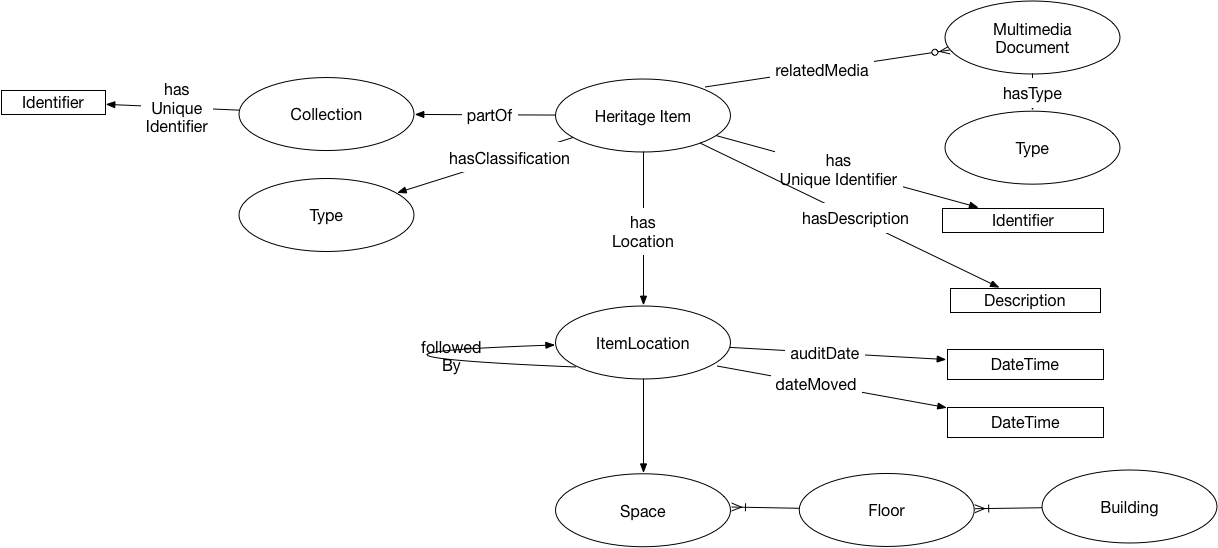 Multimedia
Document
relatedMedia
hasType
Identifier
has
Unique
Identifier
Collection
partOf
Heritage Item
Type
hasClassification
has
Unique Identifier
Type
hasDescription
Identifier
has
Location
Description
followed
By
ItemLocation
auditDate
DateTime
dateMoved
DateTime
Space
Floor
Building